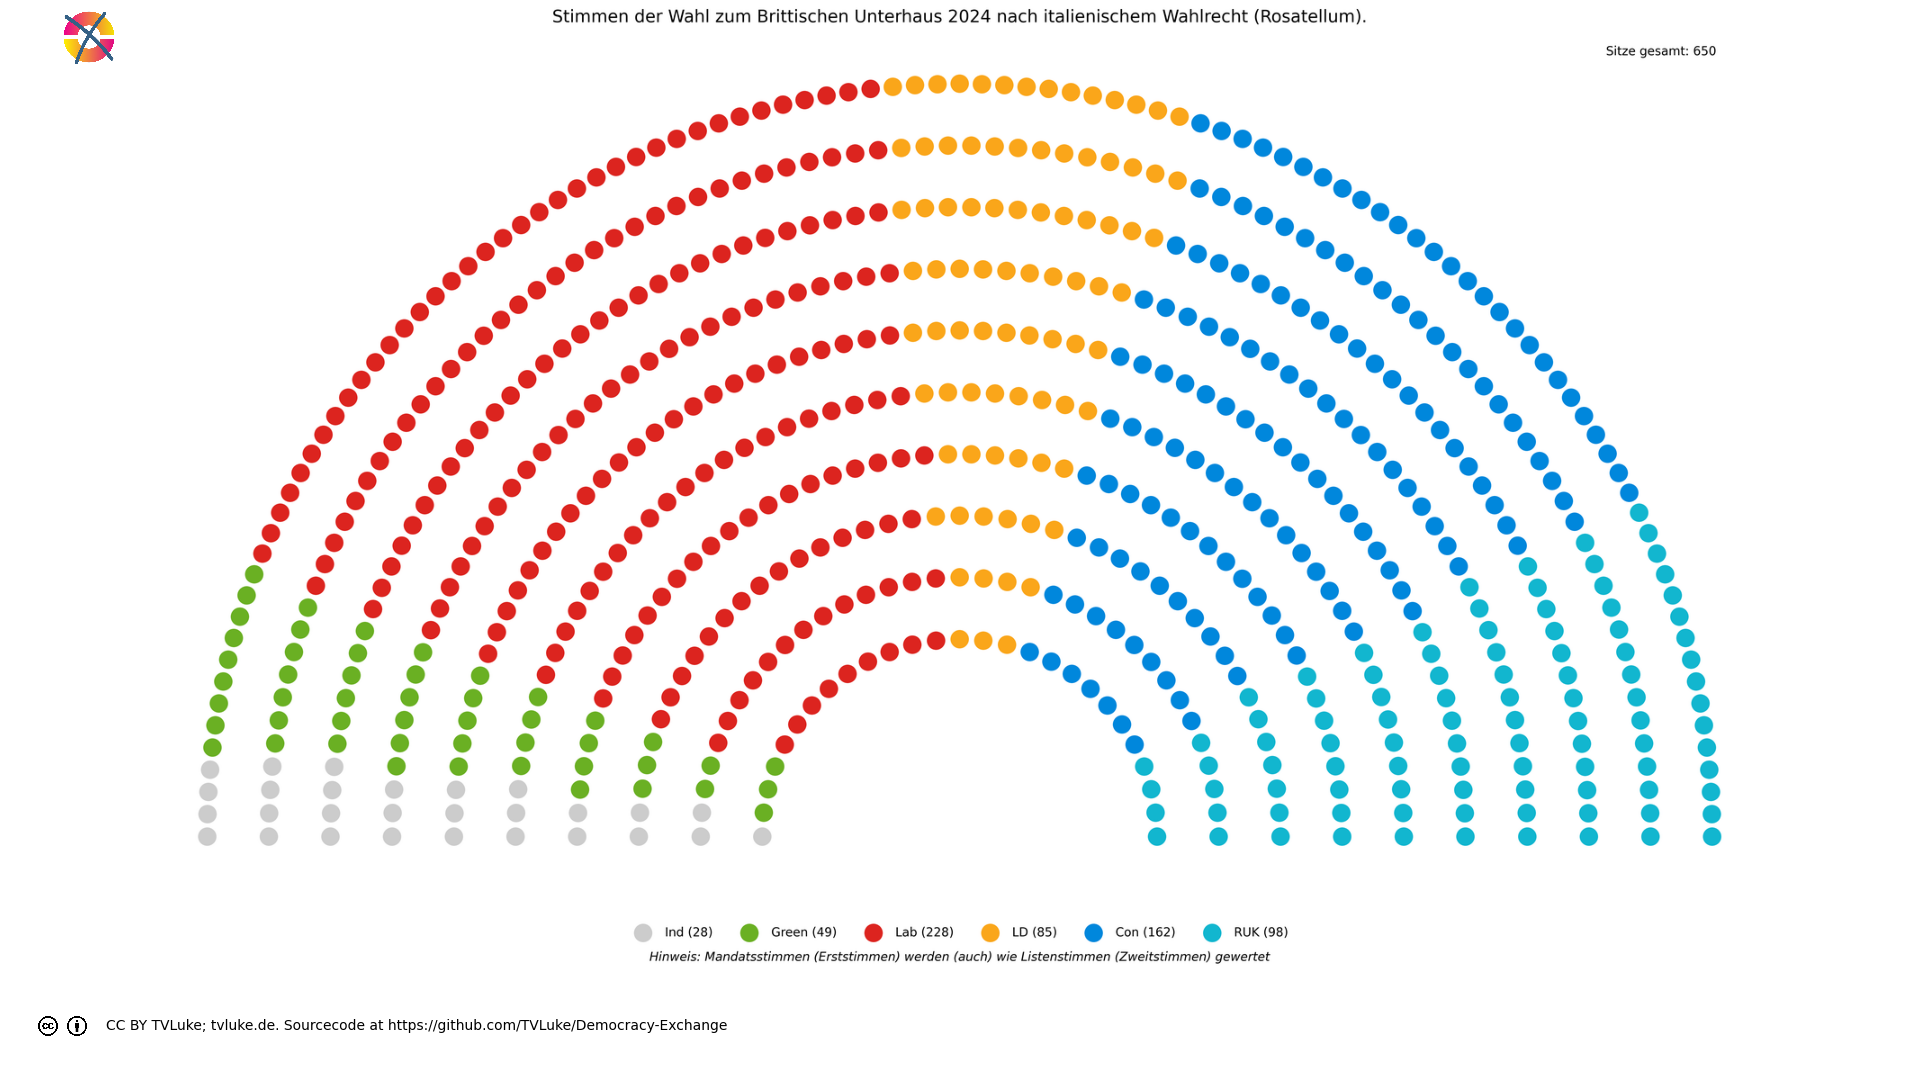 Stimmen der Wahl zum Brittischen Unterhaus 2024 nach italienischem Wahlrecht (Rosatellum).
Sitze gesamt: 650
Ind (28) Green (49) Lab (228) LD (85) Con (162) RUK (98)
Hinweis: Mandatsstimmen (Erststimmen) werden (auch) wie Listenstimmen (Zweitstimmen) gewertet
cc CC BY TVLuke; tvluke.de. Sourcecode at https://github.com/TVLuke/Democracy-Exchange